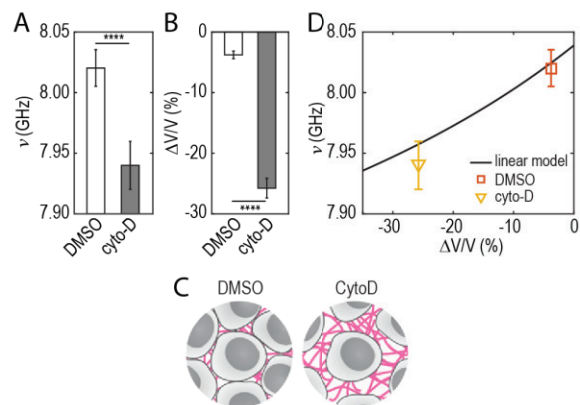 A
8.05
****
8.00
7.95
7.90
ν (GHz)
DMSO
cyto-D
B
0
-10
-20
-30
ΔV/V (%)
****
DMSO
cyto-D
D
8.05
8.00
7.95
7.90
ν (GHz)
linear model
DMSO
cyto-D
-30
-20
-10
0
ΔV/V (%)
C
DMSO
CytoD